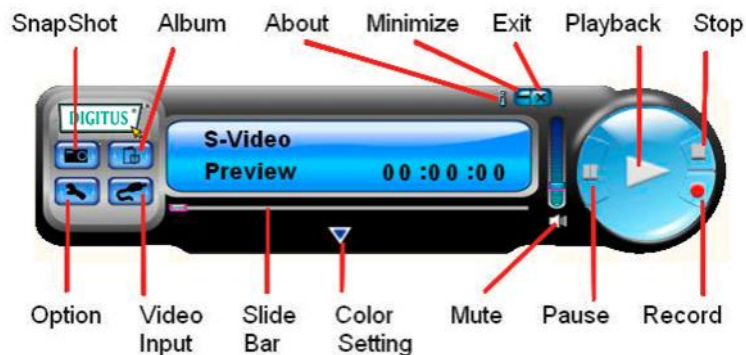 SnapShot Album About Minimize Exit Playback Stop
DIGITUS®
S-Video
Preview 00:00:00
Option Video Input Slide Bar Color Setting Mute Pause Record